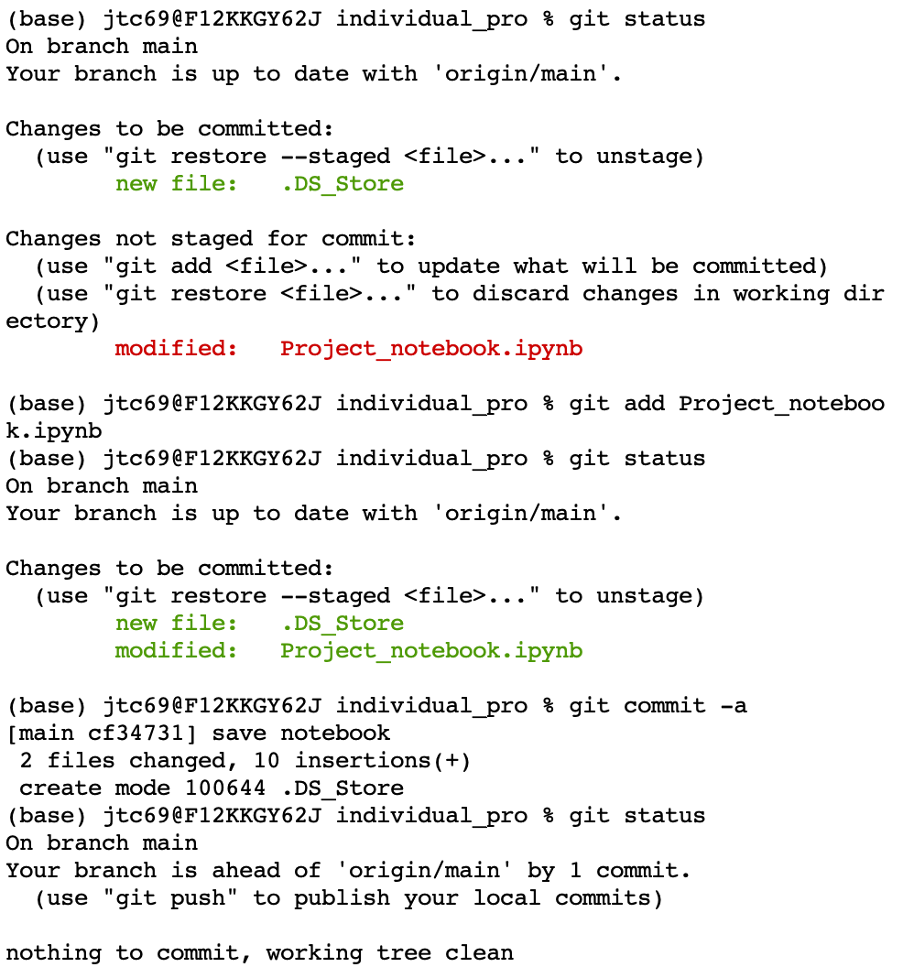 (base) jtc69@F12KKGY62J individual_pro % git status
On branch main
Your branch is up to date with 'origin/main'.
Changes to be committed:
  (use "git restore --staged <file>..." to unstage)
        new file:   .DS_Store
Changes not staged for commit:
  (use "git add <file>..." to update what will be committed)
  (use "git restore <file>..." to discard changes in working dir
ectory)
        modified:   Project_notebook.ipynb
(base) jtc69@F12KKGY62J individual_pro % git add Project_noteboo
k.ipynb
(base) jtc69@F12KKGY62J individual_pro % git status
On branch main
Your branch is up to date with 'origin/main'.
Changes to be committed:
  (use "git restore --staged <file>..." to unstage)
        new file:   .DS_Store
        modified:   Project_notebook.ipynb
(base) jtc69@F12KKGY62J individual_pro % git commit -a
[main cf34731] save notebook
 2 files changed, 10 insertions(+)
 create mode 100644 .DS_Store
(base) jtc69@F12KKGY62J individual_pro % git status
On branch main
Your branch is ahead of 'origin/main' by 1 commit.
  (use "git push" to publish your local commits)
nothing to commit, working tree clean